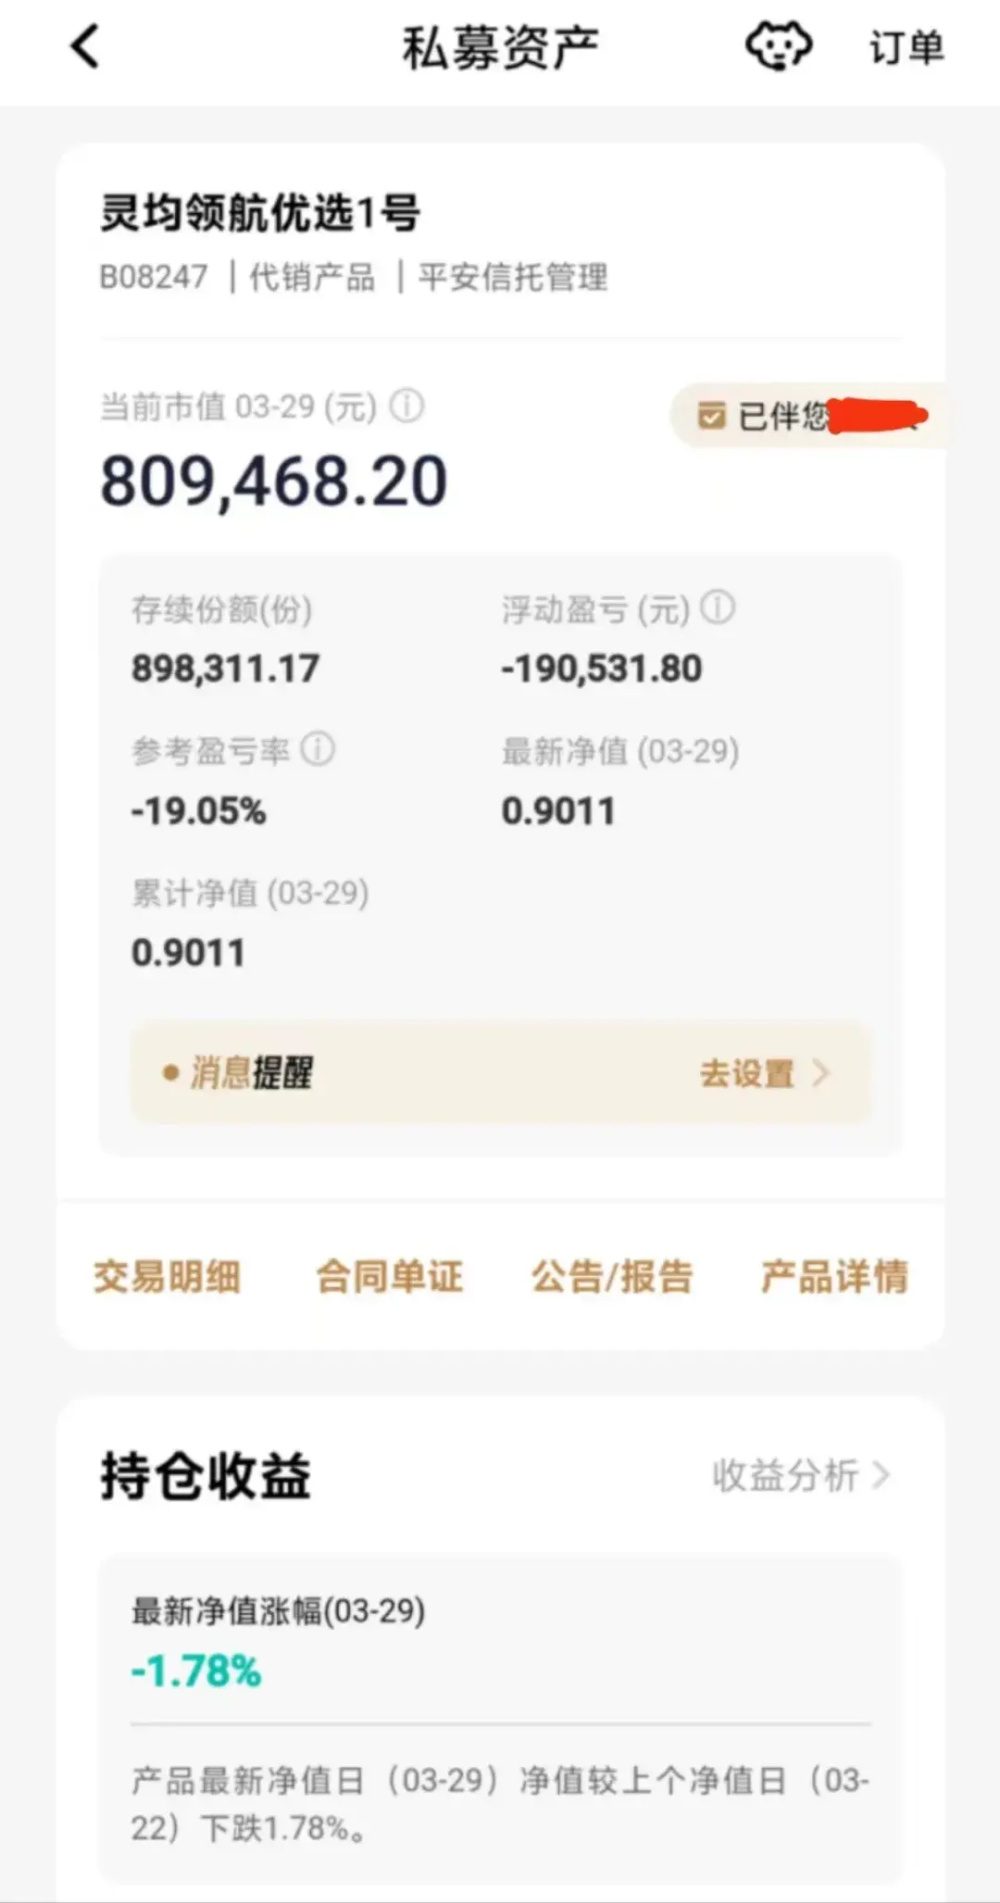 私募资产
订单
灵均领航优选1号
B08247 | 代销产品 | 平安信托管理
当前市值 03-29 (元)
已伴您
809,468.20
存续份额(份)
浮动盈亏 (元)
898,311.17
-190,531.80
参考盈亏率
最新净值 (03-29)
-19.05%
0.9011
累计净值 (03-29)
0.9011
消息提醒
去设置
交易明细
合同单证
公告/报告
产品详情
持仓收益
收益分析
最新净值涨幅(03-29)
-1.78%
产品最新净值日（03-29）净值较上个净值日（03-
22）下跌1.78%。